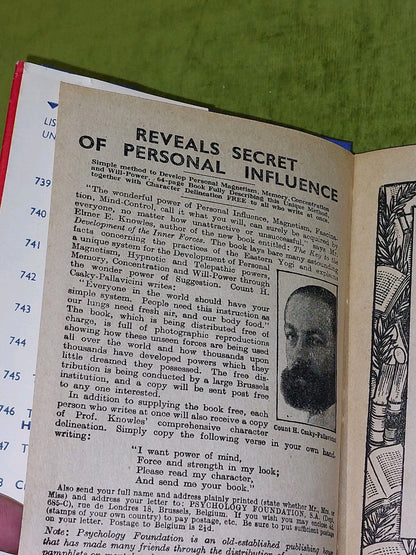 LIS
UN
739
740
741
742
743
744
745
746
T
747
H
REVEALS SECRET
OF PERSONAL INFLUENCE
Simple method to Develop Personal Magnetism, Memory, Concentration
and Will-Power. 64-page Book Fully Describing this Unique Method,
together with Character Delineation FREE to all who write at once.
"The wonderful power of Personal Influence, Magnetism, Fascina-
tion, Mind-Control, call it what you will, can surely be acquired by
everyone, no matter how unattractive or unsuccessful," says Mr.
Elmer E. Knowles, author of the new book entitled: The Key to the
Development of the Inner Forces. The book lays bare many astounding
facts concerning the practices of the Eastern Yogi and explains
a unique system for the Development of Personal
Magnetism, Hypnotic and Telepathic powers,
Memory, Concentration and Will-Power through
the wonder power of Suggestion. Count H.
Csaky-Pallavicini writes:
"Everyone in the world should have your
simple system. People need this instruction as
our lungs need fresh air, and our body food."
The book, which is being distributed free of
charge, is full of photographic reproductions
showing how these unseen forces are being used
all over the world and how thousands upon
thousands have developed powers which they
little dreamed they possessed. The free dis-
tribution is being conducted by a large Brussels
institution, and a copy will be sent post free
to any one interested.
Count H. Csaky-Pallavicini
In addition to supplying the book free, each
person who writes at once will also receive a copy
of Prof. Knowles' comprehensive character
delineation. Simply copy the following verse in your own hand
writing:
"I want power of mind,
Force and strength in my look;
Please read my character,
And send me your book."
Also send your full name and address plainly printed (state whether Mr., Mrs. or
Miss) and address your letter to: PSYCHOLOGY FOUNDATION, S.A. (Dept.
685-C), rue de Londres 18, Brussels, Belgium. If you wish you may enclose
(stamps of your own country) to pay postage, etc. Be sure to put sufficient postage
on your letter. Postage to Belgium is 2½d.
Note: Psychology Foundation is an old-established publishing house
that has made many friends through the distribution of
pamphlets on